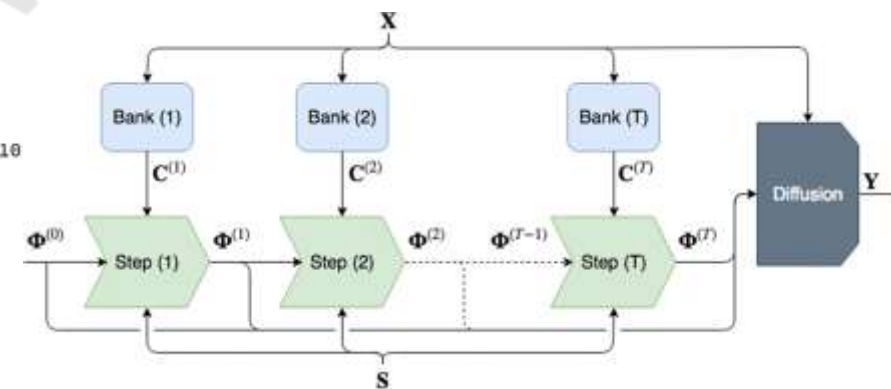 X
Bank (1)
Bank (2)
Bank (T)
10
C(1)
C(2)
C(T)
Diffusion
Y
Φ(0)
Step (1)
Φ(1)
Step (2)
Φ(2)
Φ(T−1)
Step (T)
Φ(T)
S